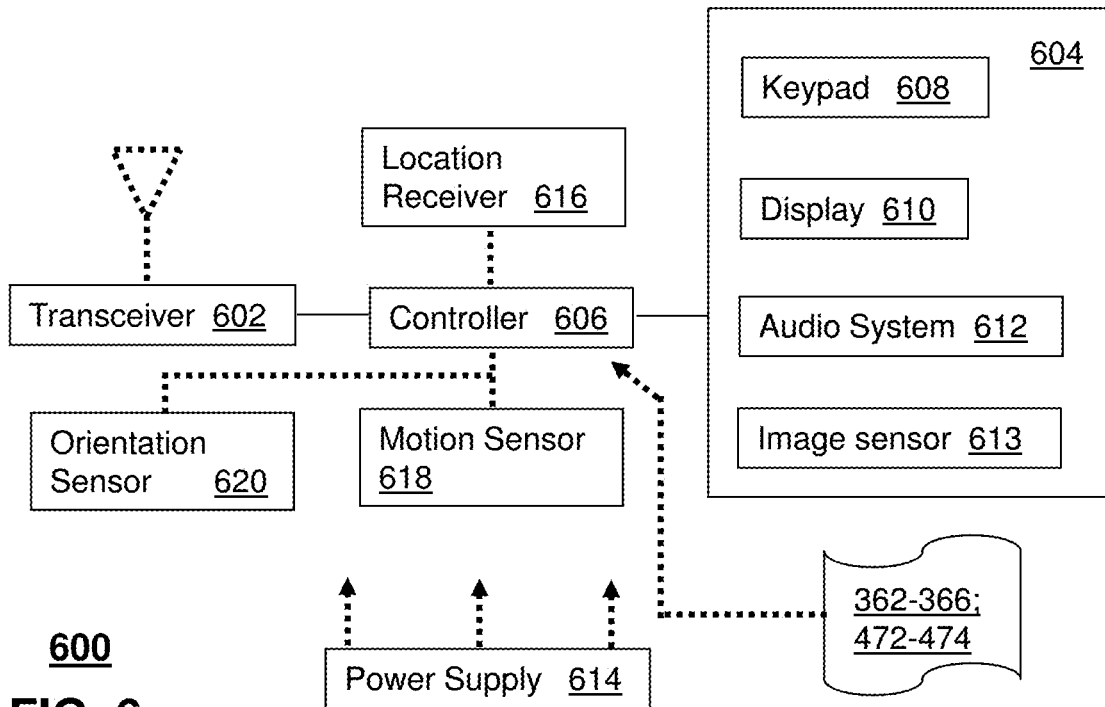 604
Keypad 608
Location
Receiver 616
Display 610
Transceiver 602
Controller 606
Audio System 612
Orientation
Sensor 620
Motion Sensor
618
Image sensor 613
362-366;
472-474
600
Power Supply 614
FIG.